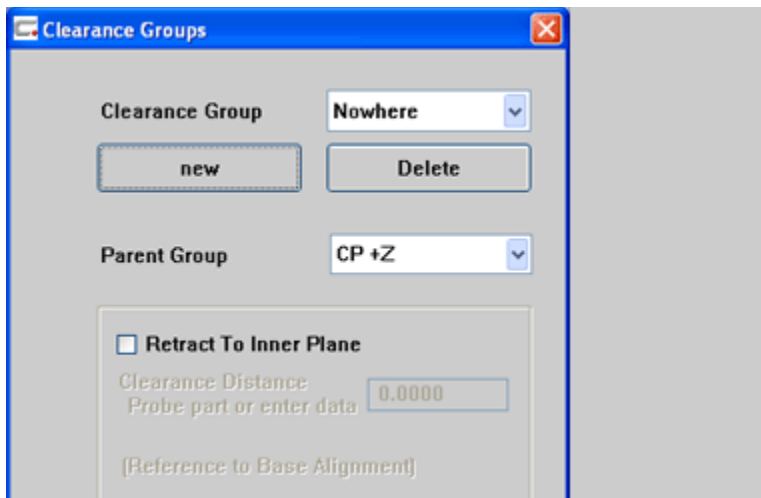 Clearance Groups
Clearance Group Nowhere
new Delete
Parent Group CP +Z
Retract To Inner Plane
Clearance Distance
Probe part or enter data 0.0000
(Reference to Base Alignment)